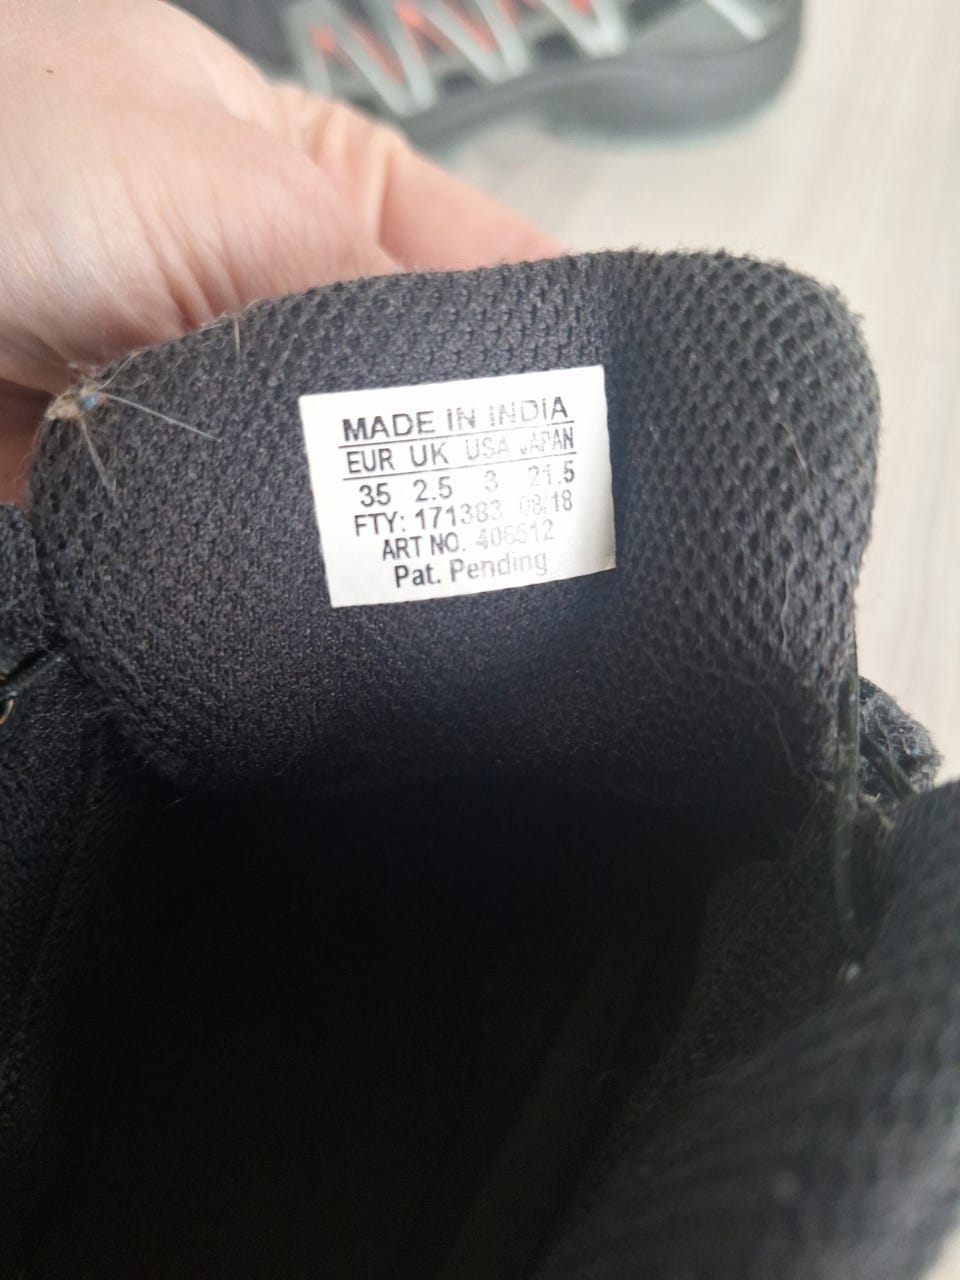 MADE IN INDIA
EUR UK USA JAPAN
35 2.5 3 21.5
FTY: 171383 08/18
ART NO. 406512
Pat. Pending